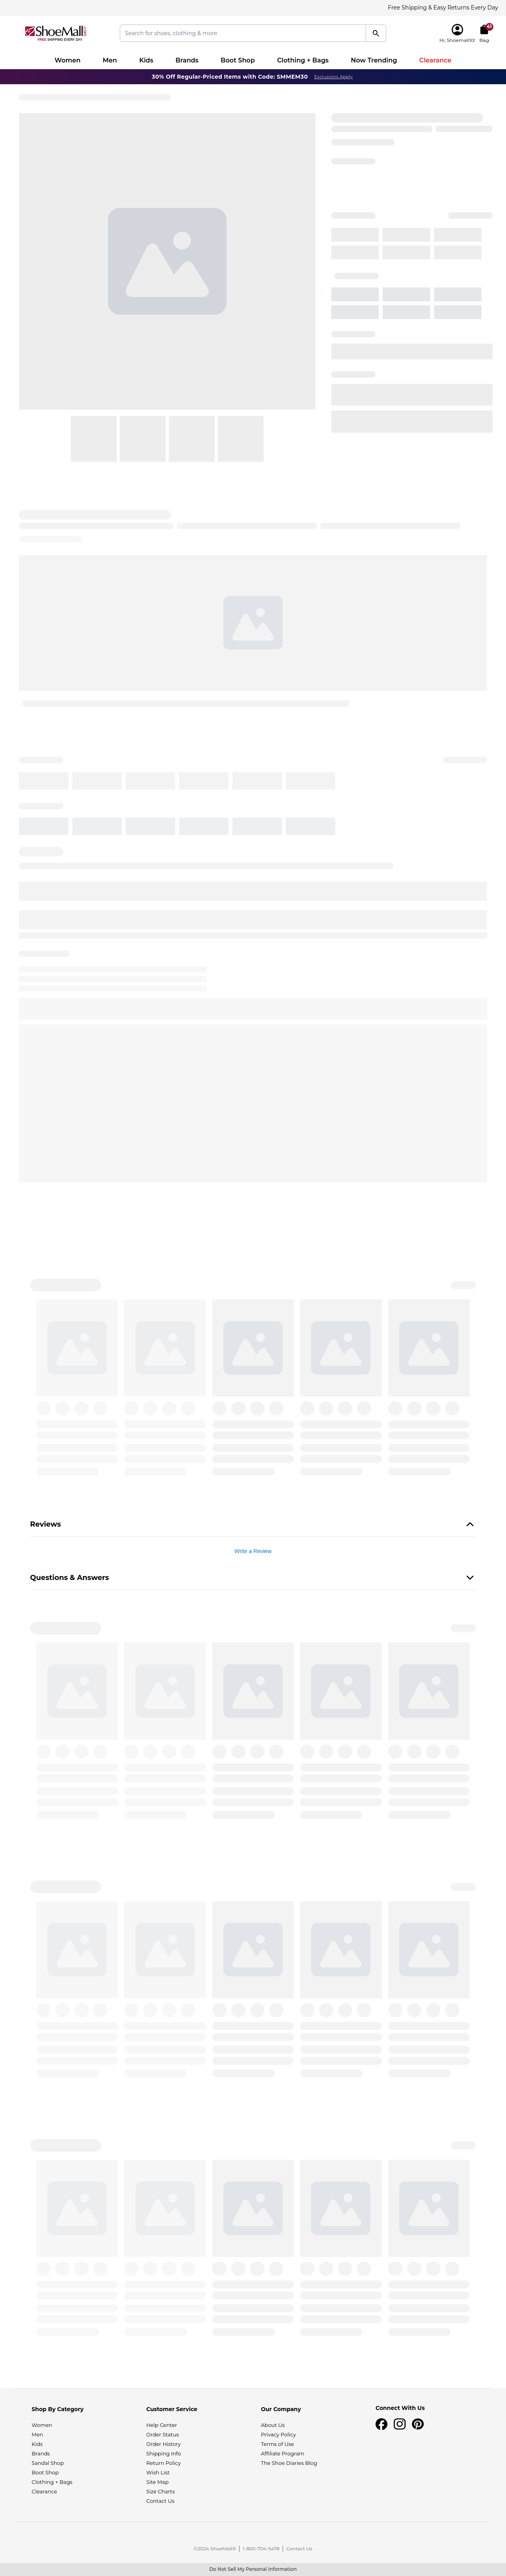 Free Shipping & Easy Returns Every Day
ShoeMall
FREE SHIPPING EVERY DAY
Search for shoes, clothing & more
Hi, Shoemall10!
Bag
Women Men Kids Brands Boot Shop Clothing + Bags Now Trending Clearance
30% Off Regular-Priced Items with Code: SMMEM30 Exclusions Apply
Reviews
Write a Review
Questions & Answers
Shop By Category
Women
Men
Kids
Brands
Sandal Shop
Boot Shop
Clothing + Bags
Clearance
Customer Service
Help Center
Order Status
Order History
Shipping Info
Return Policy
Wish List
Site Map
Size Charts
Contact Us
Our Company
About Us
Privacy Policy
Terms of Use
Affiliate Program
The Shoe Diaries Blog
Connect With Us
©2024 ShoeMall® | 1-800-704-5478 | Contact Us
Do Not Sell My Personal Information